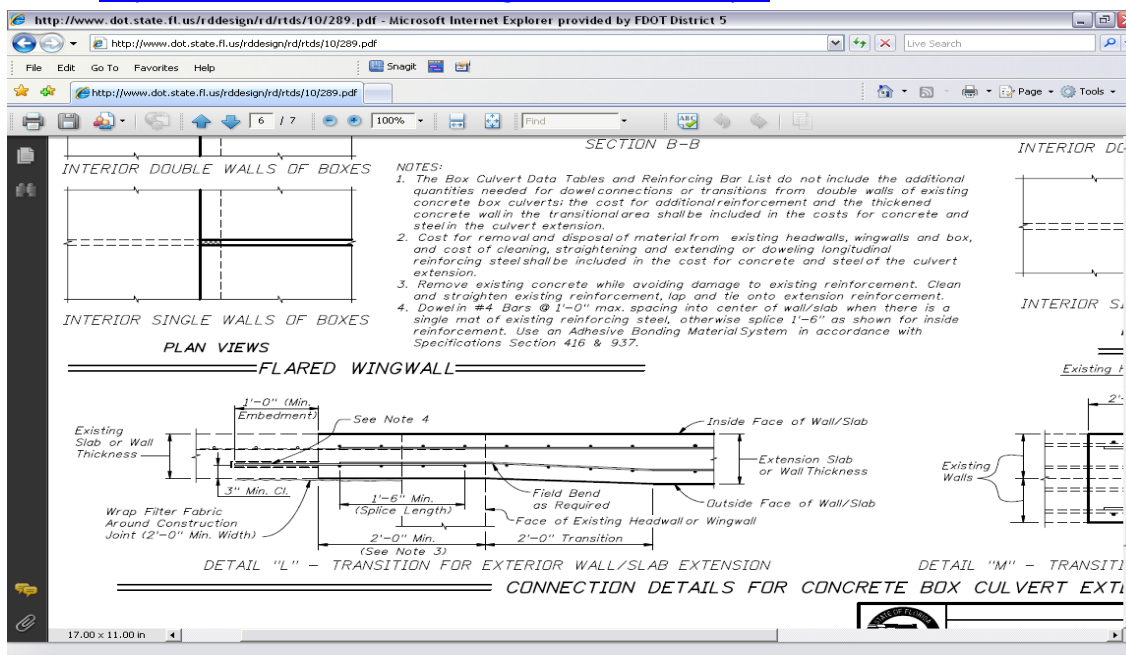 http://www.dot.state.fl.us/rddesign/rd/rtds/10/289.pdf - Microsoft Internet Explorer provided by FDOT District 5
http://www.dot.state.fl.us/rddesign/rd/rtds/10/289.pdf
Live Search
File Edit Go To Favorites Help
Snagit
http://www.dot.state.fl.us/rddesign/rd/rtds/10/289.pdf
Page Tools
6 / 7 100% Find
SECTION B-B
INTERIOR DOUBLE WALLS OF BOXES
NOTES:
1. The Box Culvert Data Tables and Reinforcing Bar List do not include the additional
quantities needed for dowel connections or transitions from double walls of existing
concrete box culverts; the cost for additional reinforcement and the thickened
concrete wall in the transitional area shall be included in the costs for concrete and
steel in the culvert extension.
2. Cost for removal and disposal of material from existing headwalls, wingwalls and box,
and cost of cleaning, straightening and extending or doweling longitudinal
reinforcing steel shall be included in the cost for concrete and steel of the culvert
extension.
3. Remove existing concrete while avoiding damage to existing reinforcement. Clean
and straighten existing reinforcement, lap and tie onto extension reinforcement.
4. Dowel in #4 Bars @ 1'-0" max. spacing into center of wall/slab when there is a
single mat of existing reinforcing steel, otherwise splice 1'-6" as shown for inside
reinforcement. Use an Adhesive Bonding Material System in accordance with
Specifications Section 416 & 937.
INTERIOR
INTERIOR
INTERIOR SINGLE WALLS OF BOXES
PLAN VIEWS
FLARED WINGWALL
Existing
1'-0" (Min.
Embedment)
See Note 4
Inside Face of Wall/Slab
Existing
Slab or Wall
Thickness
Extension Slab
or Wall Thickness
Existing
Walls
3" Min. Cl.
1'-6" Min.
(Splice Length)
Field Bend
as Required
Outside Face of Wall/Slab
Wrap Filter Fabric
Around Construction
Joint (2'-0" Min. Width)
Face of Existing Headwall or Wingwall
2'-0" Min.
(See Note 3)
2'-0" Transition
DETAIL "L" - TRANSITION FOR EXTERIOR WALL/SLAB EXTENSION
DETAIL "M" -
CONNECTION DETAILS FOR CONCRETE BOX CULVERT
STATE OF FLORIDA
17.00 x 11.00 in